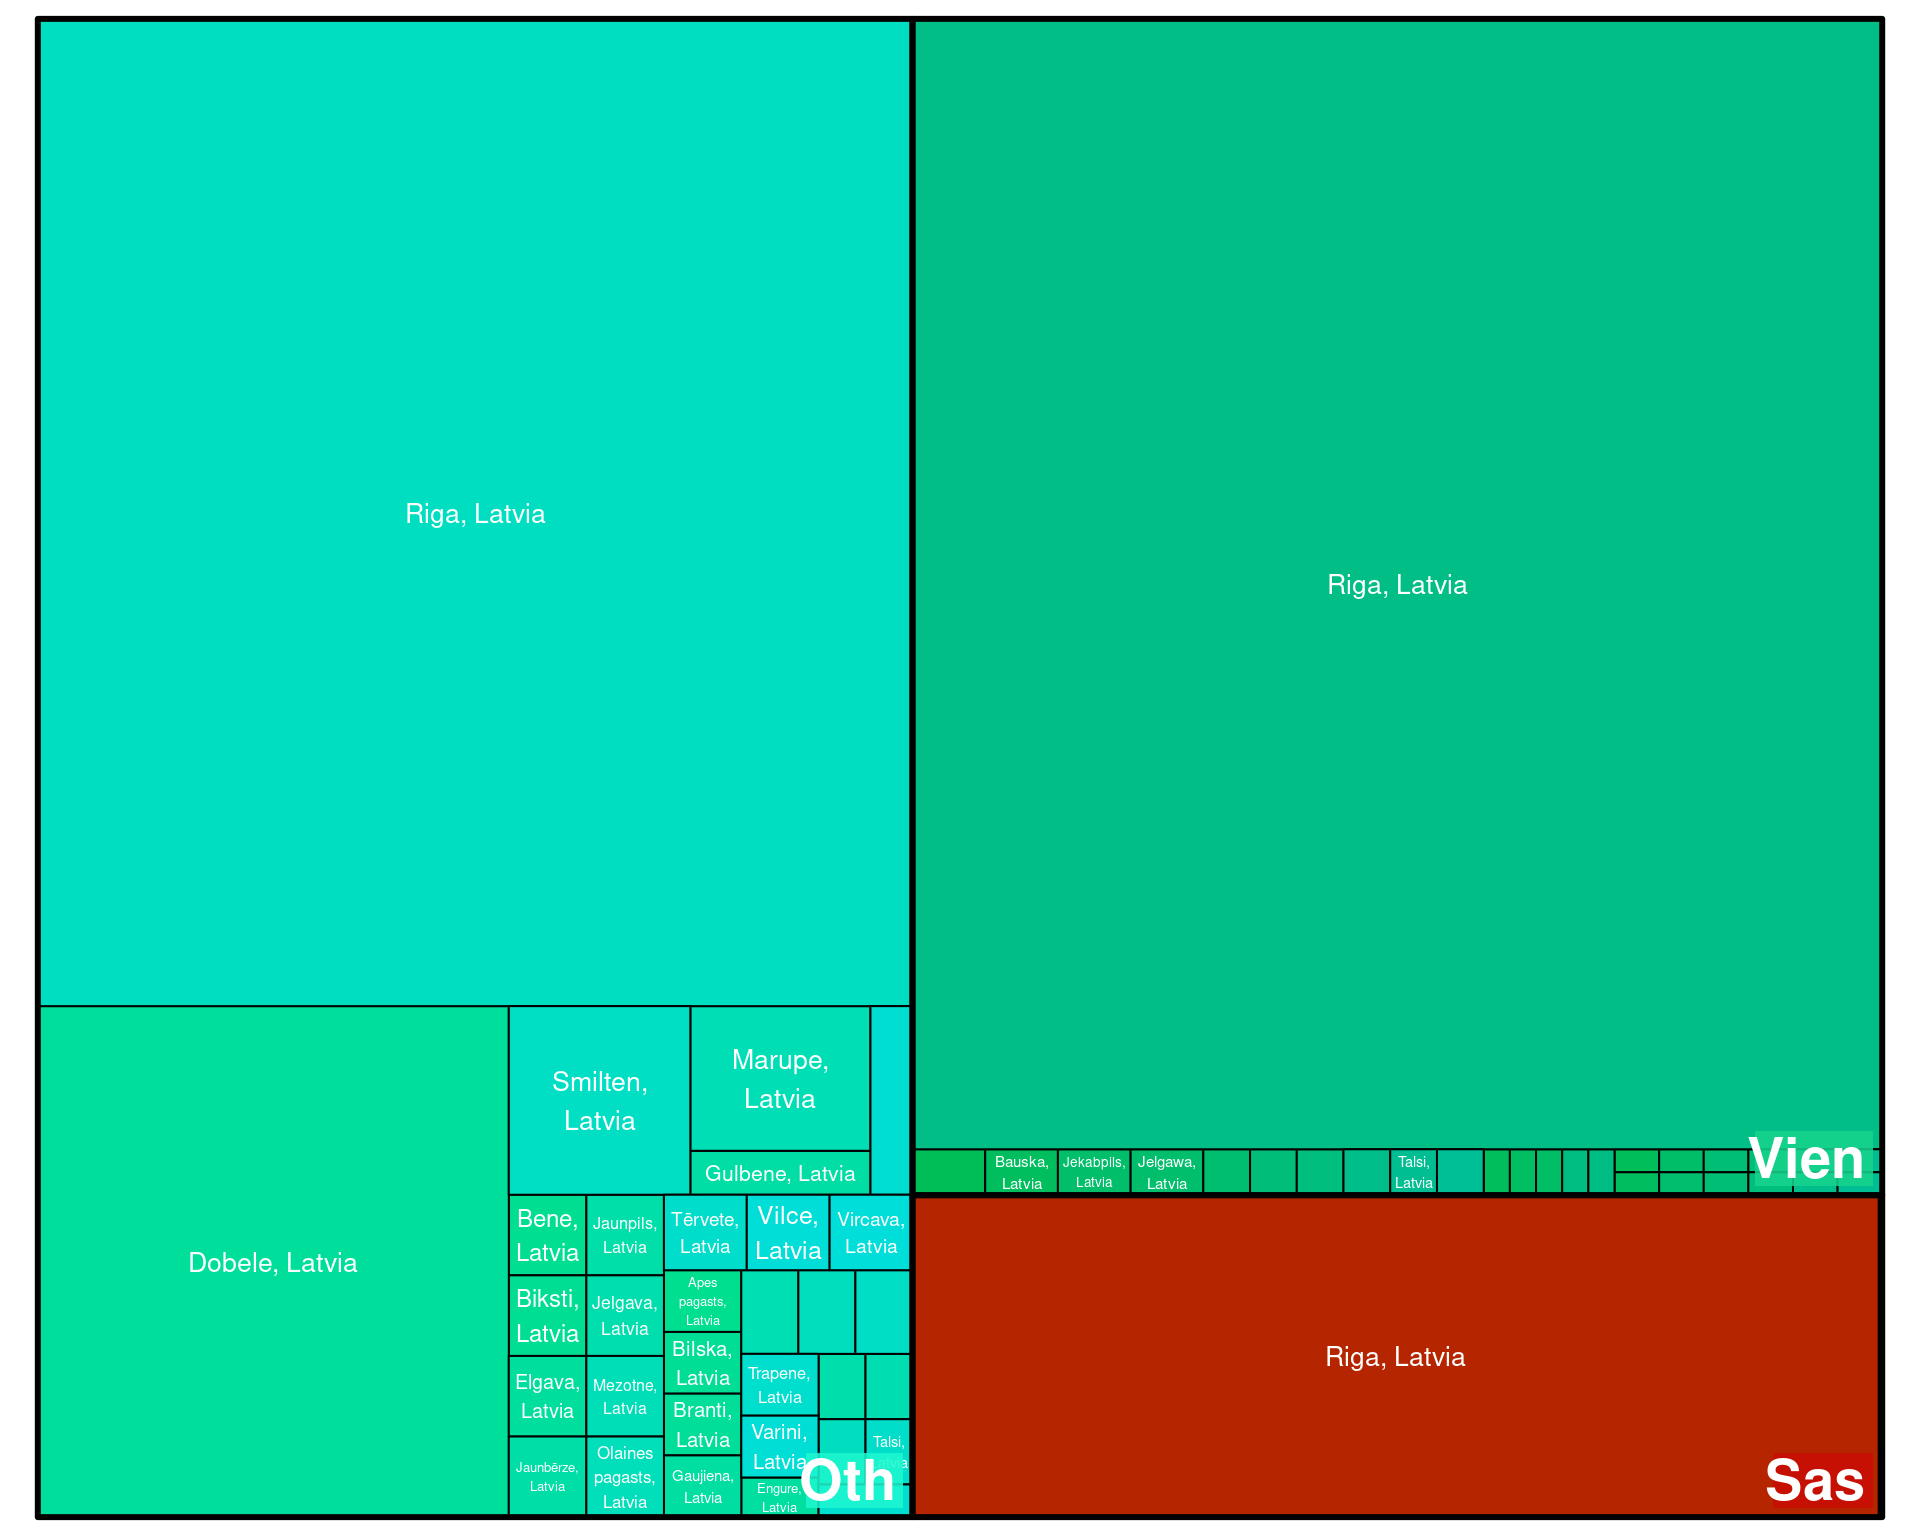 Riga, Latvia
Riga, Latvia
Dobele, Latvia
Smilten,
Latvia
Marupe,
Latvia
Gulbene, Latvia
Bene,
Latvia
Biksti,
Latvia
Elgava,
Latvia
Jaunbērze,
Latvia
Jaunpils,
Latvia
Jelgava,
Latvia
Mezotne,
Latvia
Olaines
pagasts,
Latvia
Tērvete,
Latvia
Vilce,
Latvia
Vircava,
Latvia
Apes
pagasts,
Latvia
Bilska,
Latvia
Branti,
Latvia
Gaujiena,
Latvia
Trapene,
Latvia
Varini,
Latvia
Engure,
Latvia
Talsi,
Latvia
Oth
Bauska,
Latvia
Jekabpils,
Latvia
Jelgawa,
Latvia
Talsi,
Latvia
Vien
Riga, Latvia
Sas